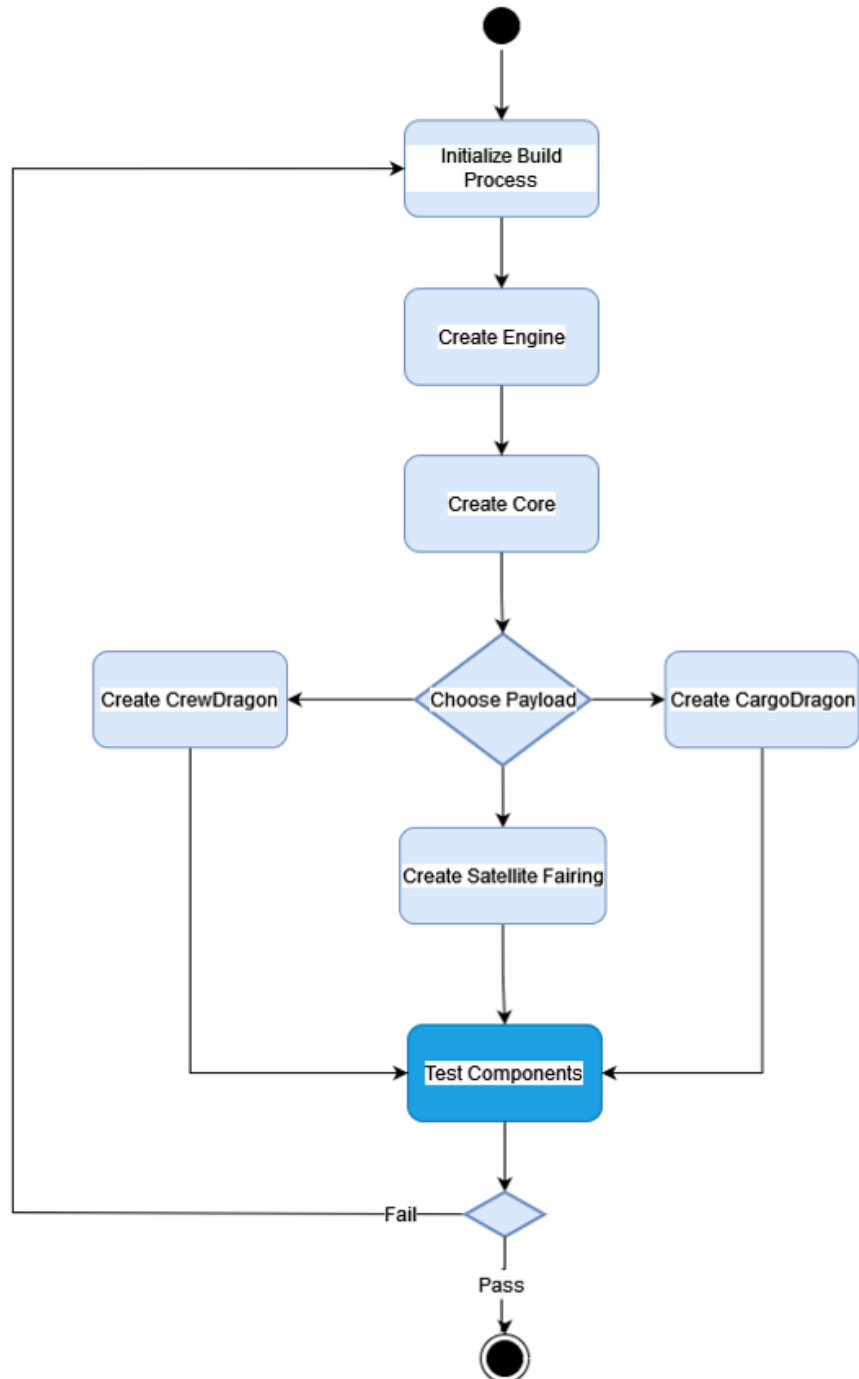 Initialize Build
Process
Create Engine
Create Core
Create CrewDragon
Choose Payload
Create CargoDragon
Create Satellite Fairing
Test Components
Fail
Pass